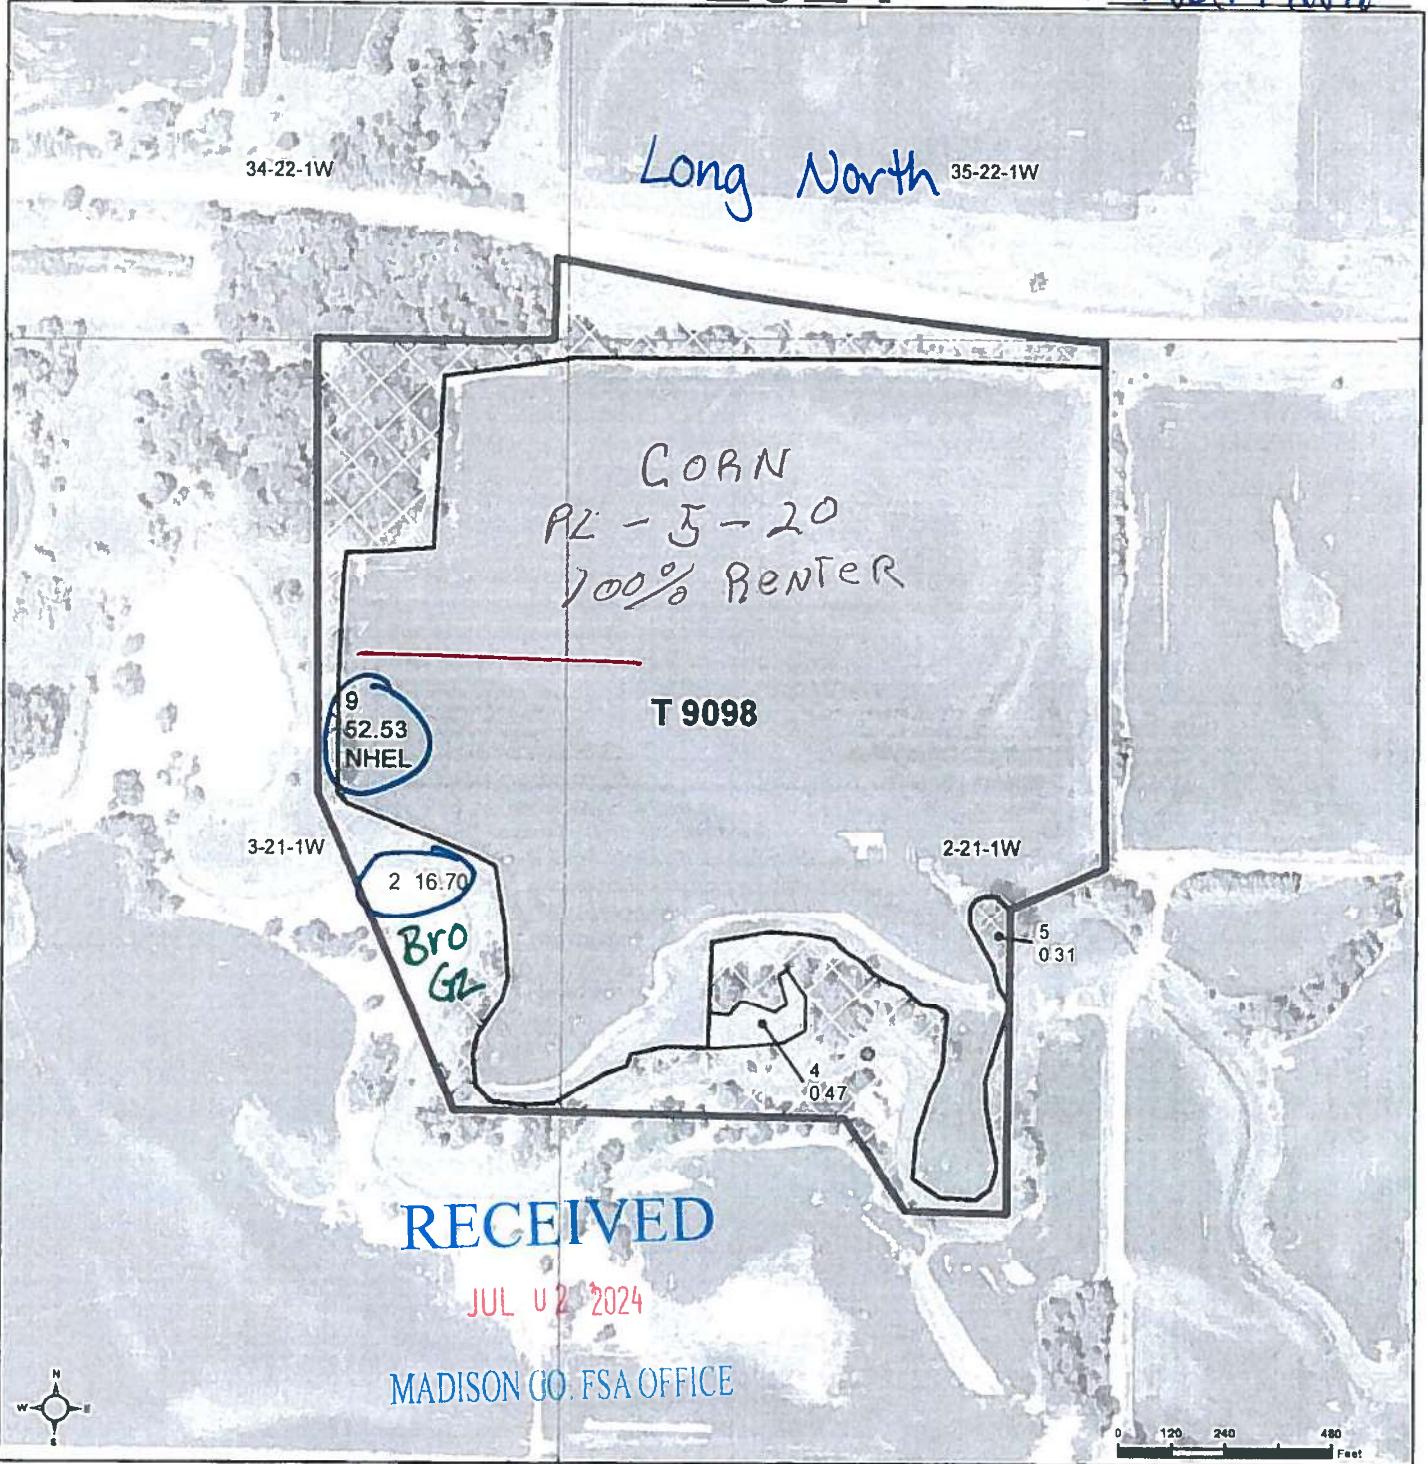 34-22-1W
Long North 35-22-1W
CORN
PL - 5 - 20
100% RENTER
9
52.53
NHEL
T 9098
3-21-1W
2-21-1W
2 16.70
Bro
GZ
5
0.31
4
0.47
RECEIVED
JUL 02 2024
MADISON CO. FSA OFFICE
N
W E
S
0 120 240 480
Feet